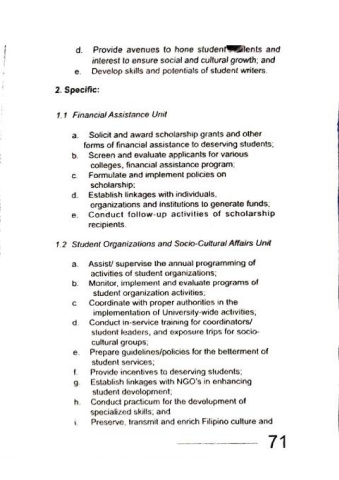 d. Provide avenues to hone student and
interest to ensure social and cultural growth; and
e. Develop skills and potentials of student writers.
2. Specific:
1.1 Financial Assistance Unit
a. Solicit and award scholarship grants and other
forms of financial assistance to deserving students;
b. Screen and evaluate applicants for various
colleges, financial assistance program;
c. Formulate and implement policies on
scholarship;
d. Establish linkages with individuals,
organizations and institutions to generate funds;
e. Conduct follow-up activities of scholarship
recipients.
1.2 Student Organizations and Socio-Cultural Affairs Unit
a. Assist/ supervise the annual programming of
activities of student organizations;
b. Monitor, implement and evaluate programs of
student organization activities;
c Coordinate with proper authorities in the
implementation of University-wide activities;
d. Conduct in-service training for coordinators/
student leaders, and exposure trips for socio-
cultural groups;
e. Prepare guidelines/policies for the betterment of
student services;
f. Provide incentives to deserving students;
g. Establish linkages with NGO's in enhancing
student development;
h. Conduct practicum for the development of
specialized skills; and
i. Preserve, transmit and enrich Filipino culture and
71